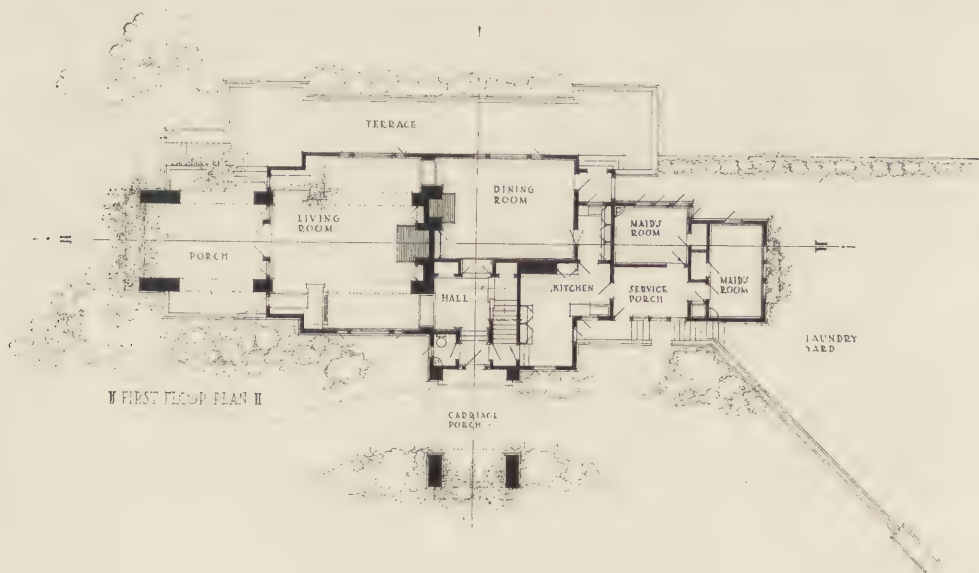 TERRACE
DINING
ROOM
LIVING
ROOM
MAID'S
ROOM
PORCH
MAID'S
ROOM
KITCHEN
SERVICE
PORCH
HALL
LAUNDRY
YARD
FIRST FLOOR PLAN
CARRIAGE
PORCH